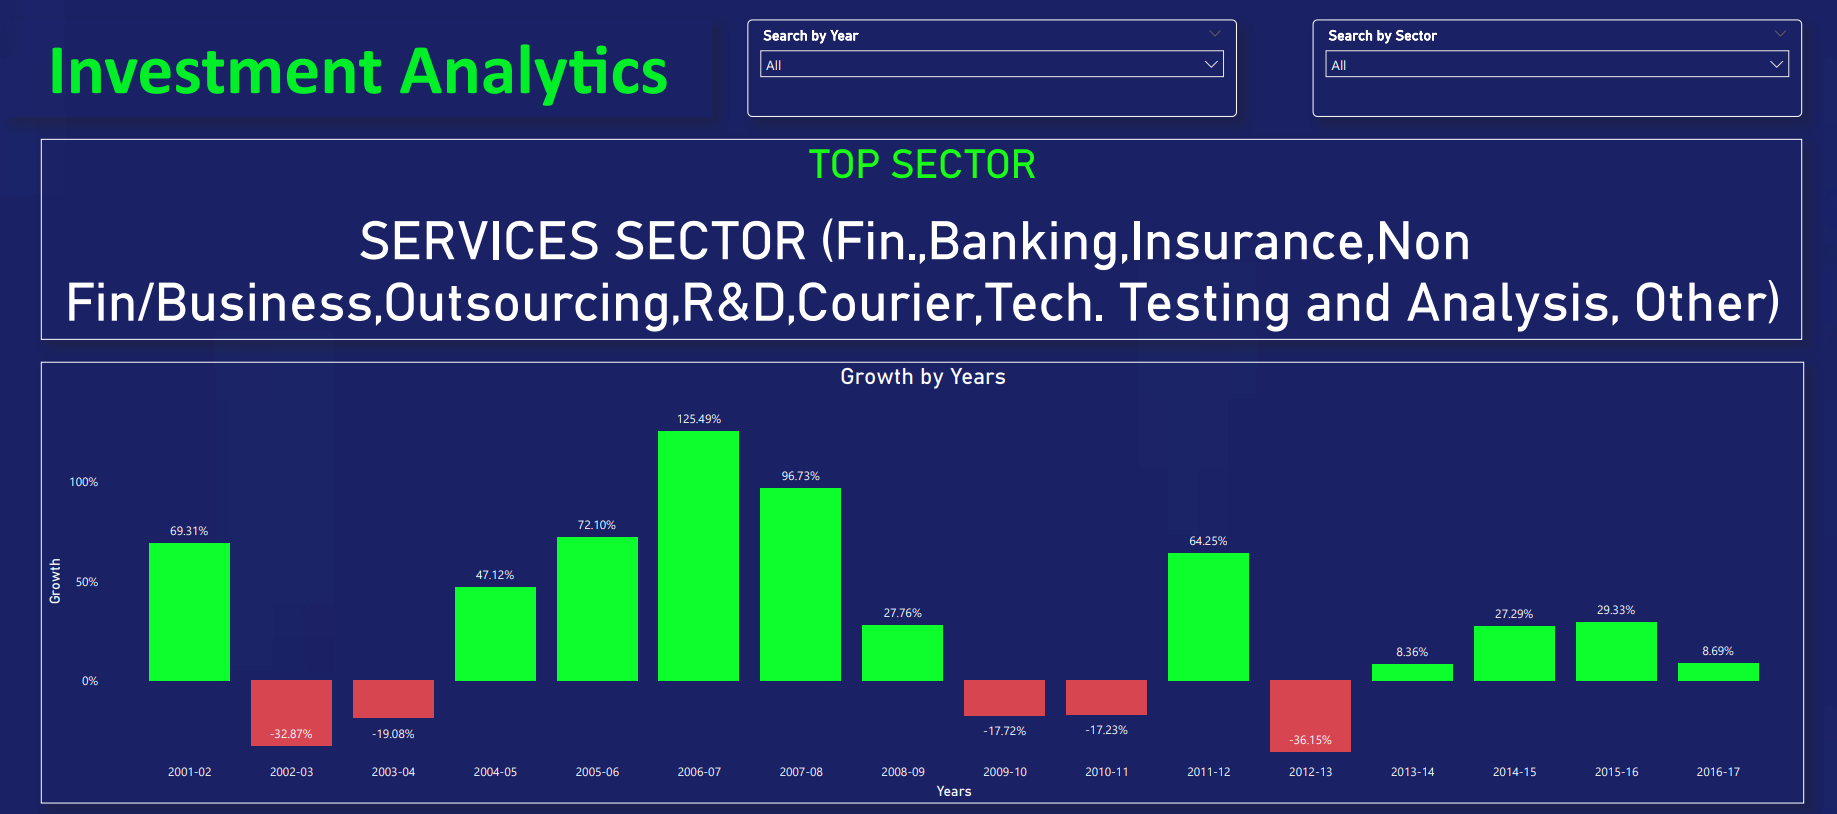 Investment Analytics
Search by Year
All
Search by Sector
All
TOP SECTOR
SERVICES SECTOR (Fin.,Banking,Insurance,Non
Fin/Business,Outsourcing,R&D,Courier,Tech. Testing and Analysis, Other)
Growth by Years
Growth
100%
50%
0%
69.31%
-32.87%
-19.08%
47.12%
72.10%
125.49%
96.73%
27.76%
-17.72%
-17.23%
64.25%
-36.15%
8.36%
27.29%
29.33%
8.69%
2001-02 2002-03 2003-04 2004-05 2005-06 2006-07 2007-08 2008-09 2009-10 2010-11 2011-12 2012-13 2013-14 2014-15 2015-16 2016-17
Years